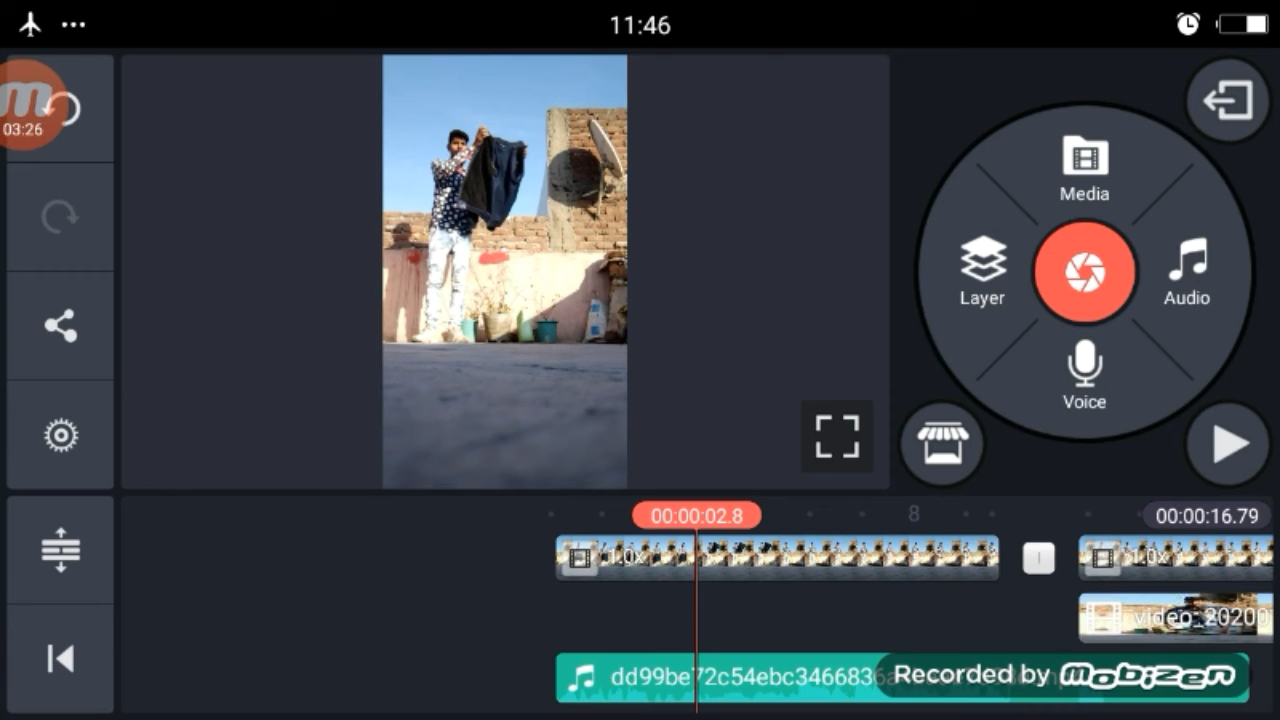 11:46
m
03:26
Media
Layer
Audio
Voice
00:00:02.8
8
00:00:16.79
1.0x
1.0x
video_20200
dd99be72c54ebc3466836
Recorded by mobizen